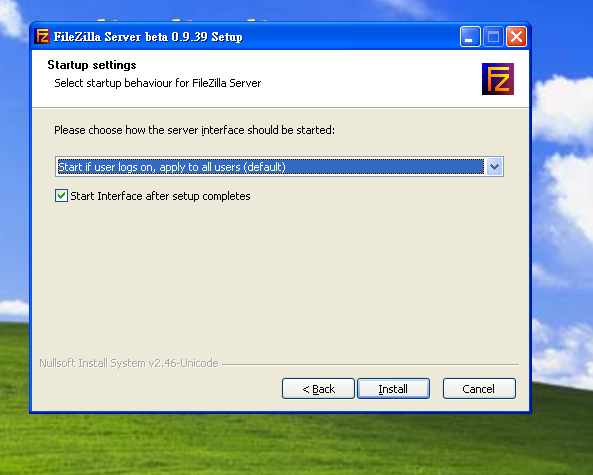 FileZilla Server beta 0.9.39 Setup
Startup settings
Select startup behaviour for FileZilla Server
FZ
Please choose how the server interface should be started:
Start if user logs on, apply to all users (default)
Start Interface after setup completes
Nullsoft Install System v2.46-Unicode
< Back
Install
Cancel